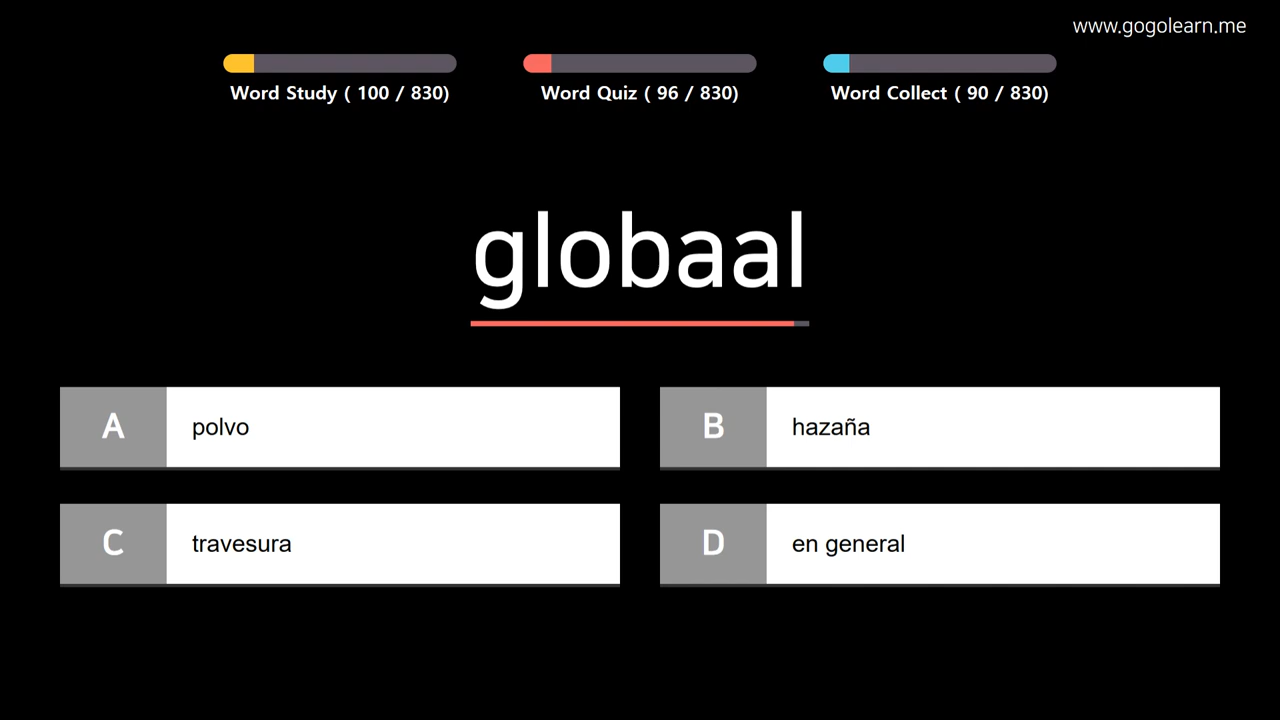 www.gogolearn.me
Word Study ( 100 / 830)
Word Quiz ( 96 / 830)
Word Collect ( 90 / 830)
globaal
A polvo
B hazaña
C travesura
D en general